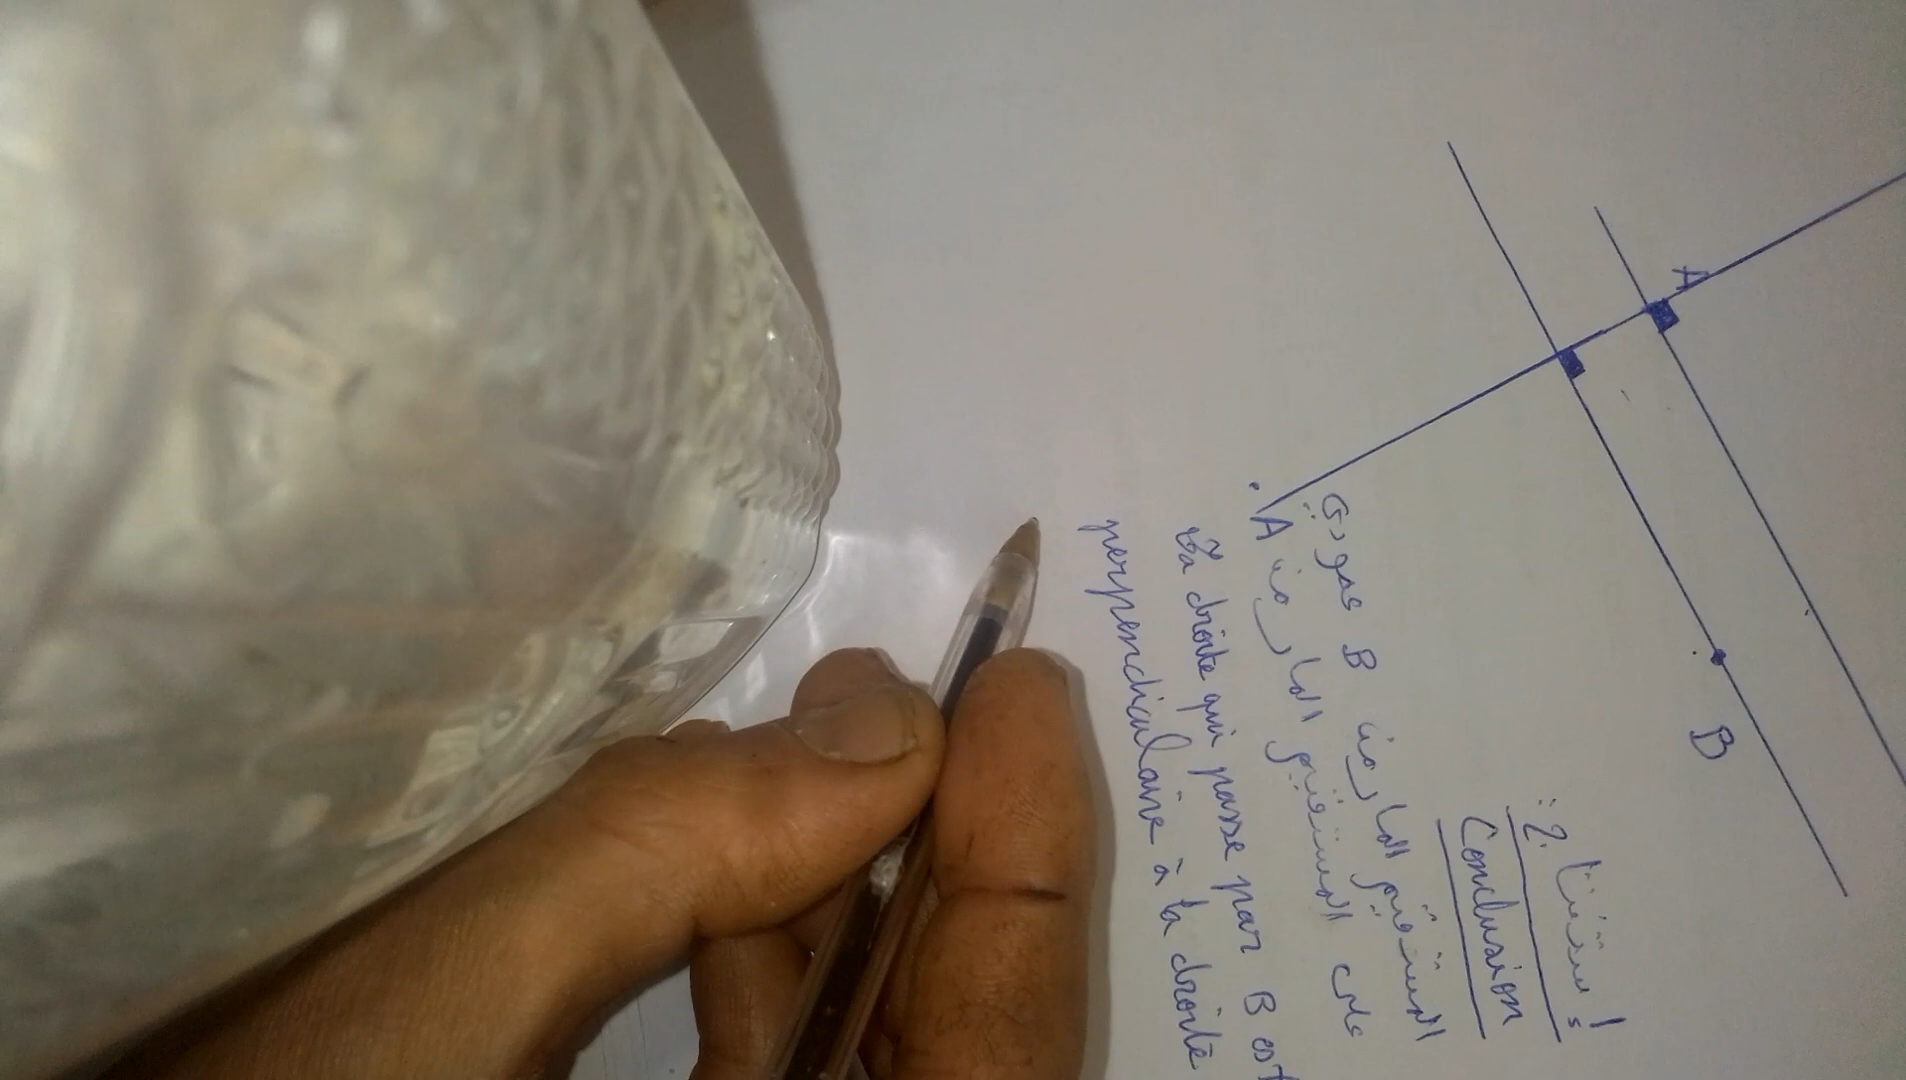 A
B
استنتاج :
Conclusion
المستقيم المار من B عمودي
على المستقيم المار من A .
La droite qui passe par B est
perpendiculaire à la droite